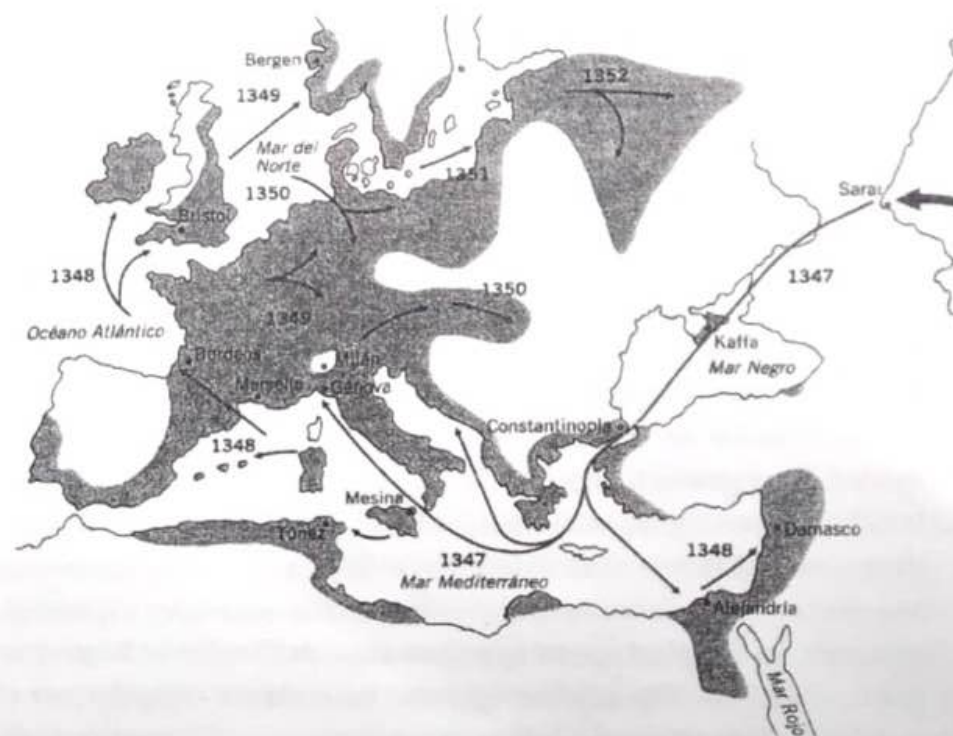 Bergen
1349
1352
Mar del
Norte
1350
1351
Sarai
Bristol
1347
1348
1350
Océano Atlántico
1349
Kaffa
Mar Negro
Burdeos
Milán
Marsella
Génova
Constantinopla
1348
Mesina
Damasco
Túnez
1347
1348
Mar Mediterráneo
Alejandría
Mar Rojo